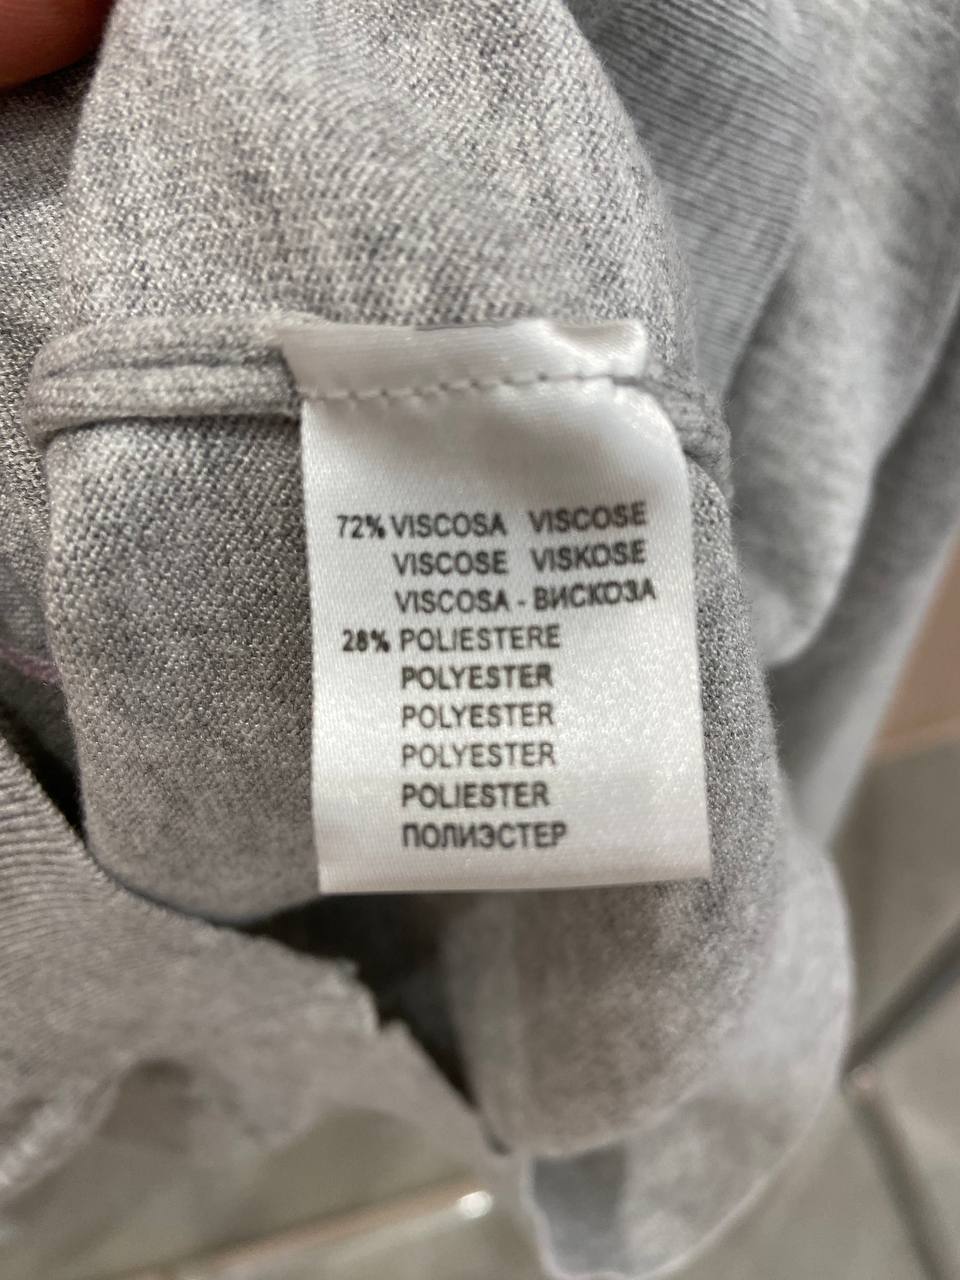 72% VISCOSA VISCOSE
VISCOSE VISKOSE
VISCOSA - ВИСКОЗА
28% POLIESTERE
POLYESTER
POLYESTER
POLYESTER
POLIESTER
ПОЛИЭСТЕР